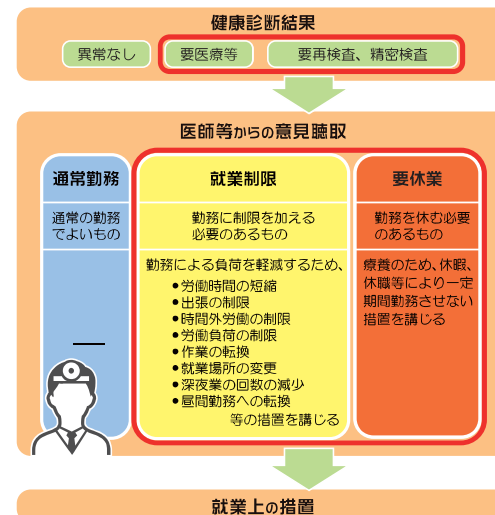 健康診断結果
異常なし
要医療等
要再検査、精密検査
医師等からの意見聴取
通常勤務
通常の勤務
でよいもの
就業制限
勤務に制限を加える
必要のあるもの
勤務による負荷を軽減するため、
●労働時間の短縮
●出張の制限
●時間外労働の制限
●労働負荷の制限
●作業の転換
●就業場所の変更
●深夜業の回数の減少
●昼間勤務への転換
等の措置を講じる
要休業
勤務を休む必要
のあるもの
療養のため、休暇、
休職等により一定
期間勤務させない
措置を講じる
就業上の措置